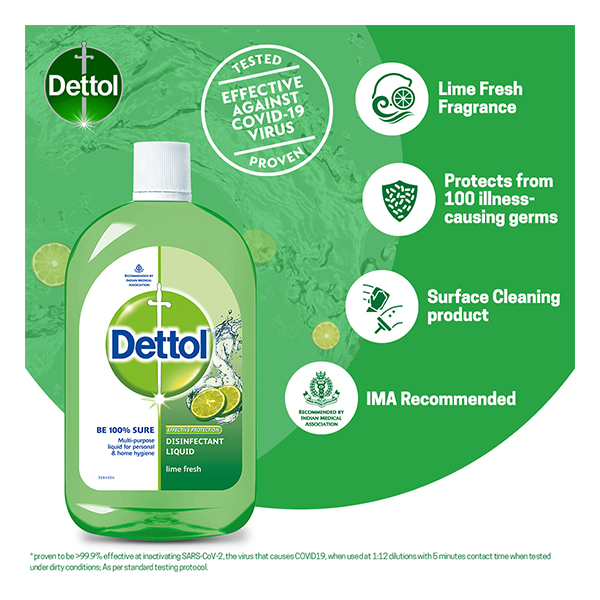 Dettol
TESTED
EFFECTIVE
AGAINST
COVID-19
VIRUS
PROVEN
Lime Fresh
Fragrance
Protects from
100 illness-
causing germs
Surface Cleaning
product
RECOMMENDED BY
INDIAN MEDICAL
ASSOCIATION
IMA Recommended
RECOMMENDED BY
INDIAN MEDICAL
ASSOCIATION
Dettol
BE 100% SURE
Multi-purpose
liquid for personal
& home hygiene
EFFECTIVE PROTECTION
DISINFECTANT
LIQUID
lime fresh
*proven to be >99.9% effective at inactivating SARS-CoV-2, the virus that causes COVID19, when used at 1:12 dilutions with 5 minutes contact time when tested
under dirty conditions; As per standard testing protocol.